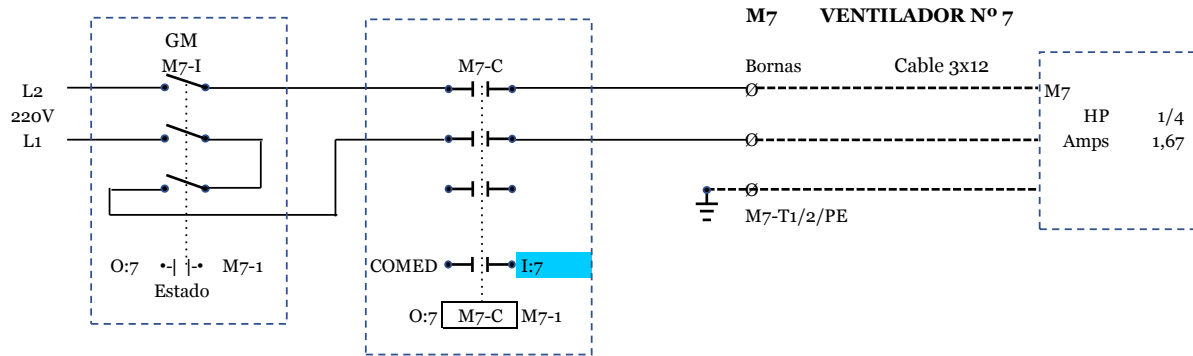 M7 VENTILADOR Nº 7
GM
M7-I
M7-C
Bornas
Cable 3x12
L2
220V
L1
M7
HP 1/4
Amps 1,67
M7-T1/2/PE
O:7 M7-1
Estado
COMED I:7
O:7 M7-C M7-1